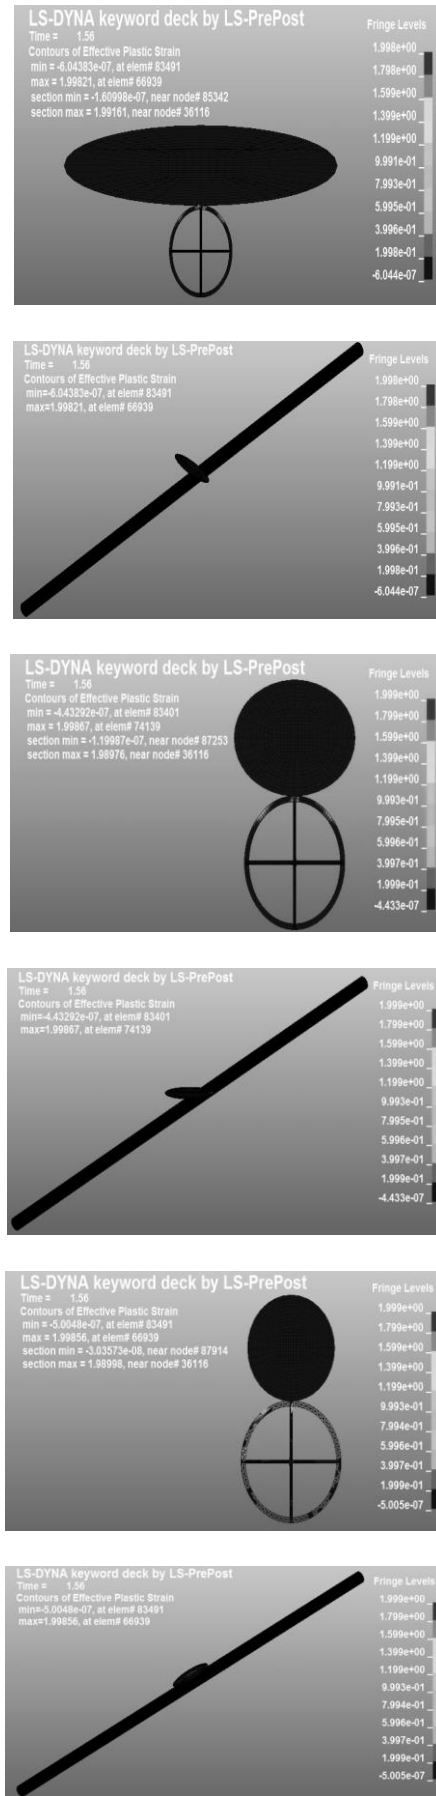 LS-DYNA keyword deck by LS-PrePost
Time = 1.56
Contours of Effective Plastic Strain
min = -6.04383e-07, at elem# 83491
max = 1.99821, at elem# 66939
section min = -1.60998e-07, near node# 85342
section max = 1.99161, near node# 36116
Fringe Levels
1.998e+00
1.798e+00
1.599e+00
1.399e+00
1.199e+00
9.991e-01
7.993e-01
5.995e-01
3.996e-01
1.998e-01
-6.044e-07
LS-DYNA keyword deck by LS-PrePost
Time = 1.56
Contours of Effective Plastic Strain
min=-6.04383e-07, at elem# 83491
max=1.99821, at elem# 66939
Fringe Levels
1.998e+00
1.798e+00
1.599e+00
1.399e+00
1.199e+00
9.991e-01
7.993e-01
5.995e-01
3.996e-01
1.998e-01
-6.044e-07
LS-DYNA keyword deck by LS-PrePost
Time = 1.56
Contours of Effective Plastic Strain
min = -4.43292e-07, at elem# 83401
max = 1.99867, at elem# 74139
section min = -1.19987e-07, near node# 87253
section max = 1.98976, near node# 36116
Fringe Levels
1.999e+00
1.799e+00
1.599e+00
1.399e+00
1.199e+00
9.993e-01
7.995e-01
5.996e-01
3.997e-01
1.999e-01
-4.433e-07
LS-DYNA keyword deck by LS-PrePost
Time = 1.56
Contours of Effective Plastic Strain
min=-4.43292e-07, at elem# 83401
max=1.99867, at elem# 74139
Fringe Levels
1.999e+00
1.799e+00
1.599e+00
1.399e+00
1.199e+00
9.993e-01
7.995e-01
5.996e-01
3.997e-01
1.999e-01
-4.433e-07
LS-DYNA keyword deck by LS-PrePost
Time = 1.56
Contours of Effective Plastic Strain
min = -5.0048e-07, at elem# 83491
max = 1.99856, at elem# 66939
section min = -3.03573e-08, near node# 87914
section max = 1.98998, near node# 36116
Fringe Levels
1.999e+00
1.799e+00
1.599e+00
1.399e+00
1.199e+00
9.993e-01
7.994e-01
5.996e-01
3.997e-01
1.999e-01
-5.005e-07
LS-DYNA keyword deck by LS-PrePost
Time = 1.56
Contours of Effective Plastic Strain
min=-5.0048e-07, at elem# 83491
max=1.99856, at elem# 66939
Fringe Levels
1.999e+00
1.799e+00
1.599e+00
1.399e+00
1.199e+00
9.993e-01
7.994e-01
5.996e-01
3.997e-01
1.999e-01
-5.005e-07